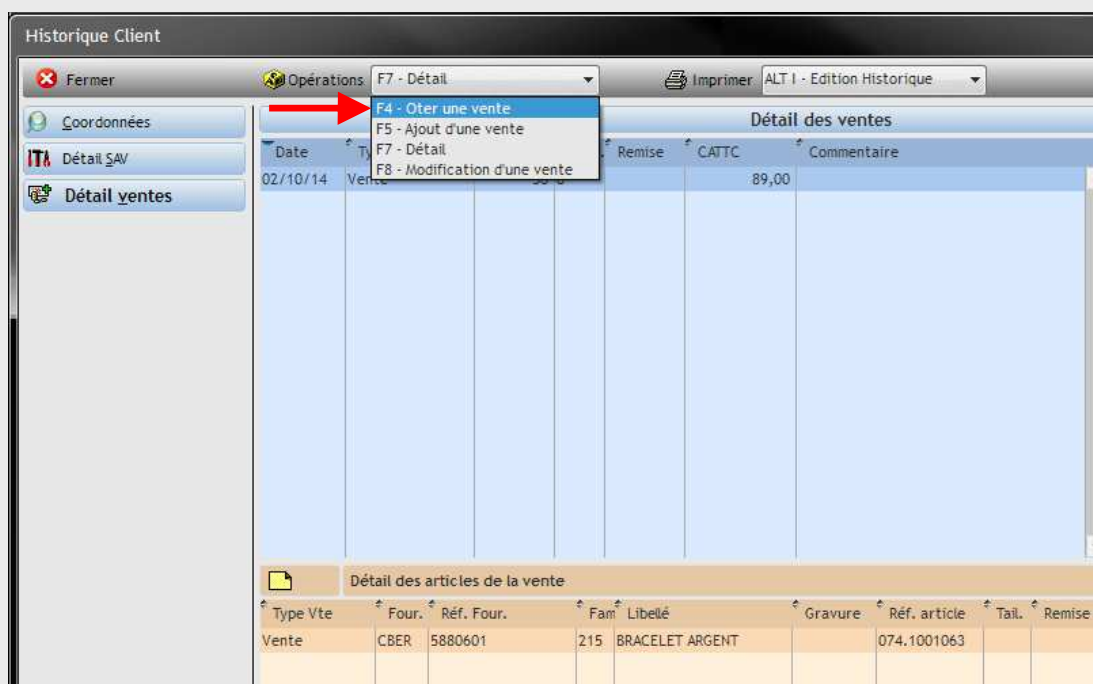 Historique Client
Fermer
Opérations F7 - Détail
Imprimer ALT I - Edition Historique
F4 - Oter une vente
F5 - Ajout d'une vente
F7 - Détail
F8 - Modification d'une vente
Coordonnées
Détail SAV
Détail ventes
Détail des ventes
Date Remise CATTC Commentaire
02/10/14 Vente 89,00
Détail des articles de la vente
Type Vte Four. Réf. Four. Fam Libellé Gravure Réf. article Tail. Remise
Vente CBER 5880601 215 BRACELET ARGENT 074.1001063